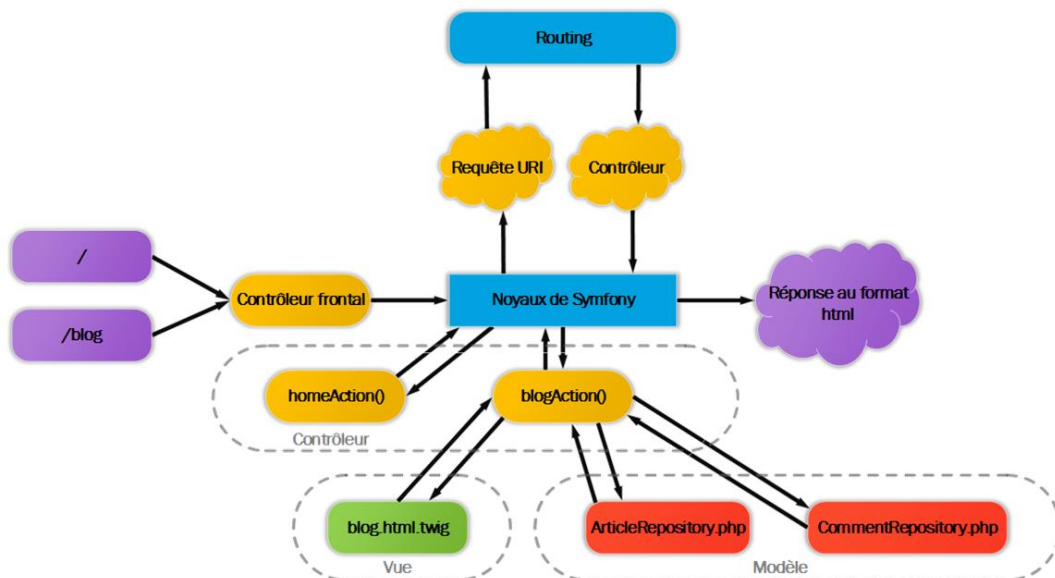 Routing
Requête URI
Contrôleur
/
/blog
Contrôleur frontal
Noyaux de Symfony
Réponse au format
html
homeAction()
blogAction()
Contrôleur
blog.html.twig
ArticleRepository.php
CommentRepository.php
Vue
Modèle